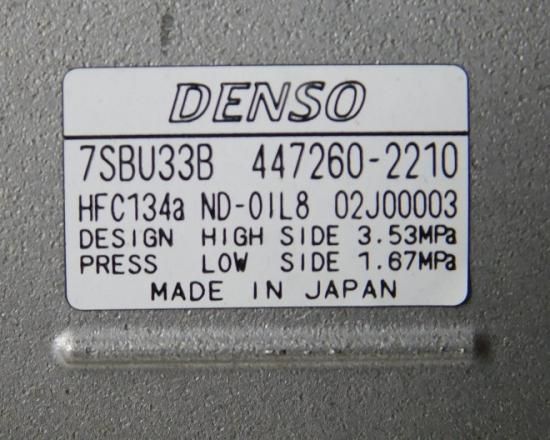 DENSO
7SBU33B 447260-2210
HFC134a ND-OIL8 02J00003
DESIGN HIGH SIDE 3.53MPa
PRESS LOW SIDE 1.67MPa
MADE IN JAPAN